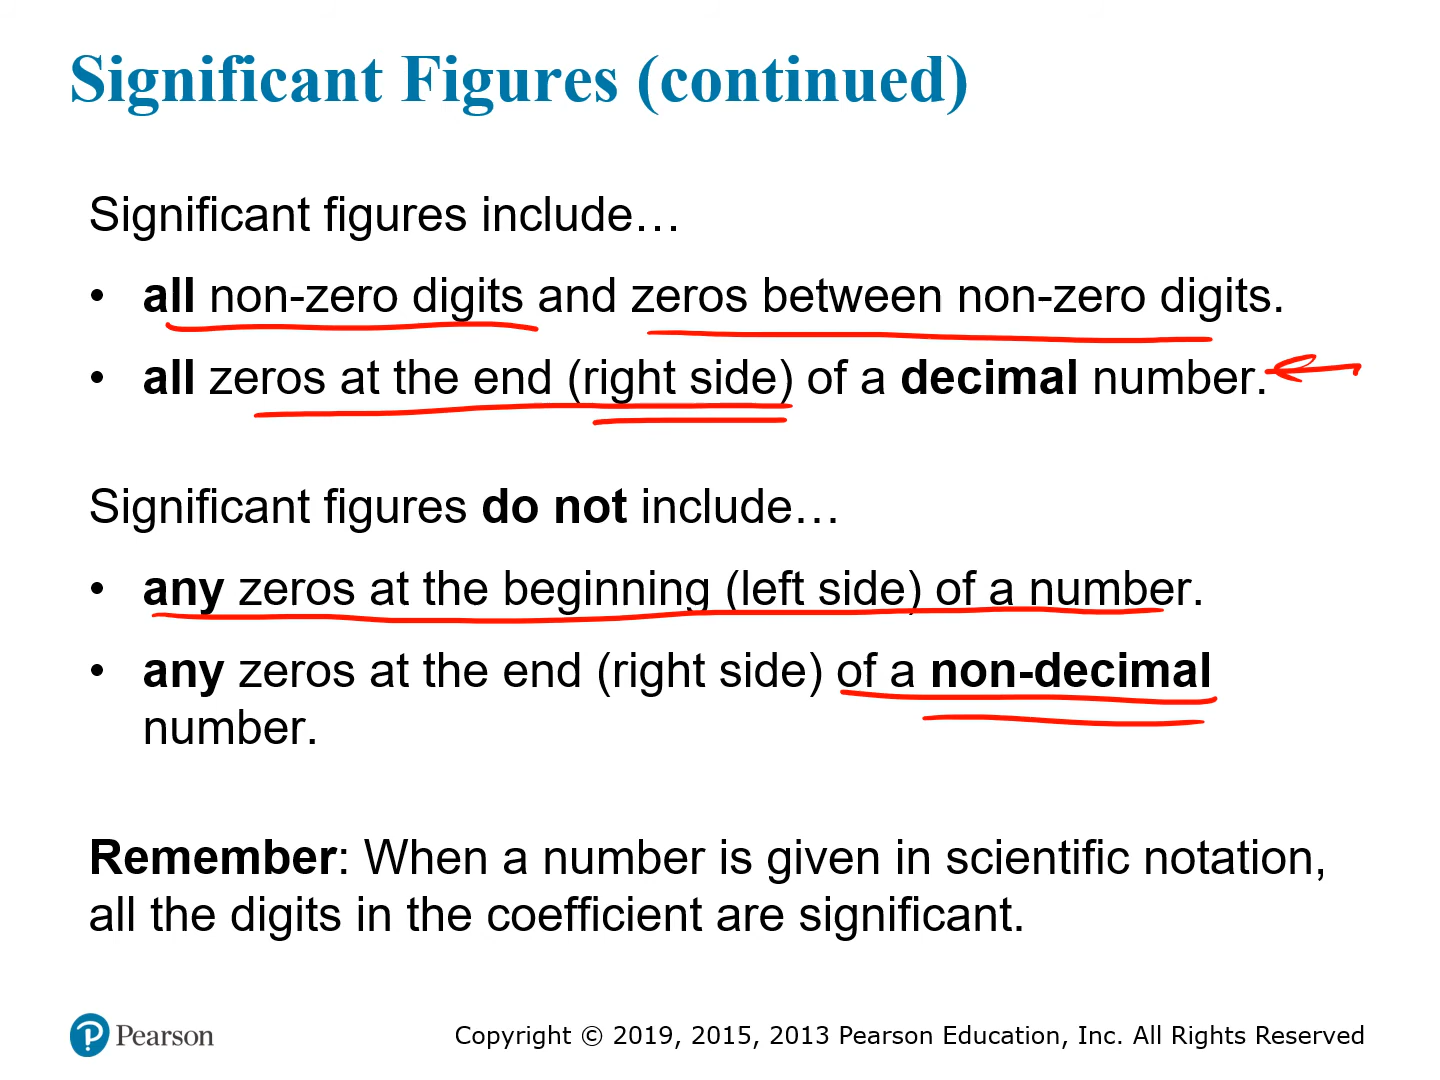 Significant Figures (continued)
Significant figures include…
• all non-zero digits and zeros between non-zero digits.
• all zeros at the end (right side) of a decimal number.
Significant figures do not include…
• any zeros at the beginning (left side) of a number.
• any zeros at the end (right side) of a non-decimal
number.
Remember: When a number is given in scientific notation,
all the digits in the coefficient are significant.
P Pearson
Copyright © 2019, 2015, 2013 Pearson Education, Inc. All Rights Reserved